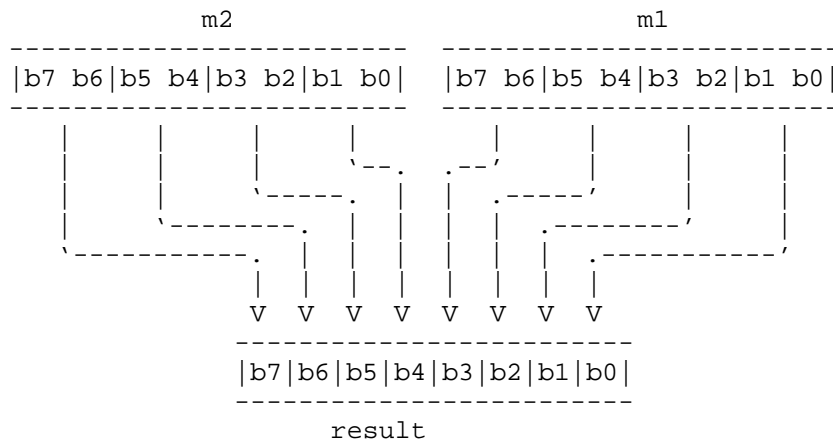 m2 m1
|b7 b6|b5 b4|b3 b2|b1 b0| |b7 b6|b5 b4|b3 b2|b1 b0|
V V V V V V V V
|b7|b6|b5|b4|b3|b2|b1|b0|
result